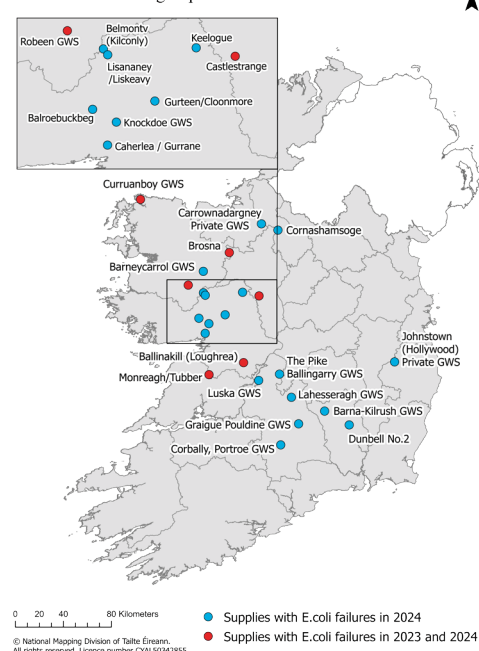 Robeen GWS
Belmontv
(Kilconly)
Keelogue
Lisananey
/Liskeavy
Castlestrange
Gurteen/Cloonmore
Balroebuckbeg
Knockdoe GWS
Caherlea / Gurrane
Curruanboy GWS
Carrownadargney
Private GWS
Cornashamsoge
Brosna
Barneycarrol GWS
Johnstown
(Hollywood)
Private GWS
Ballinakill (Loughrea)
The Pike
Ballingarry GWS
Monreagh/Tubber
Luska GWS
Lahesseragh GWS
Barna-Kilrush GWS
Graigue Pouldine GWS
Dunbell No.2
Corbally, Portroe GWS
0 20 40 80 Kilometers
Supplies with E.coli failures in 2024
Supplies with E.coli failures in 2023 and 2024
© National Mapping Division of Tailte Éireann.
All rights reserved. Licence number CYAL50342855